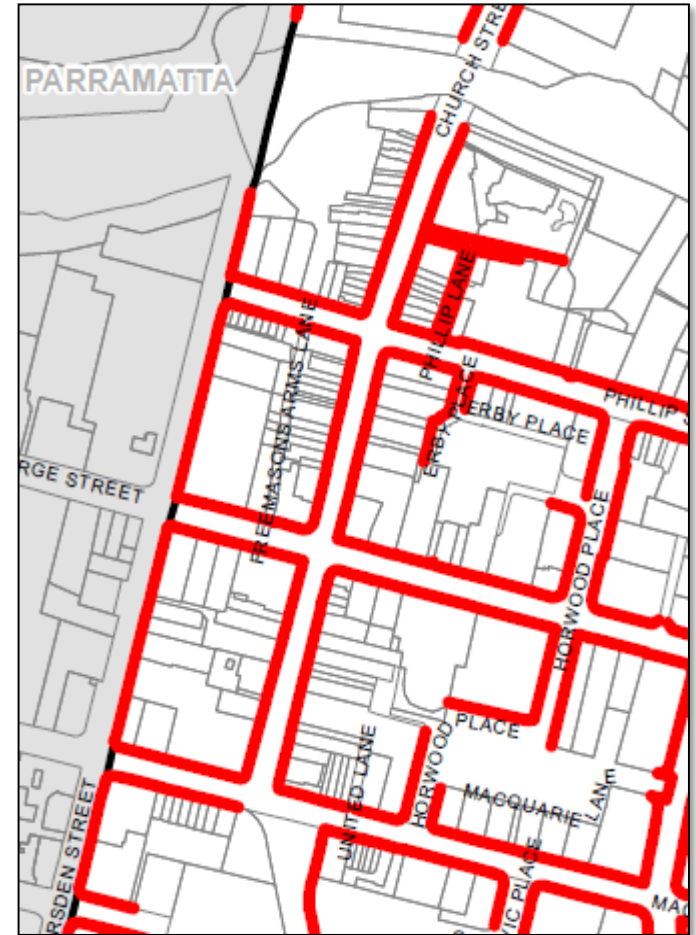 CHURCH STRE
PARRAMATTA
PHILLIP LANE
FREEMASONS ARMS LANE
ERBY PLACE
PHILLIP S
ERBY PLACE
RGE STREET
HORWOOD PLACE
PLACE
HORWOOD
UNITED LANE
MACQUARIE
LANE
RSDEN STREET
VIC PLACE
MAC